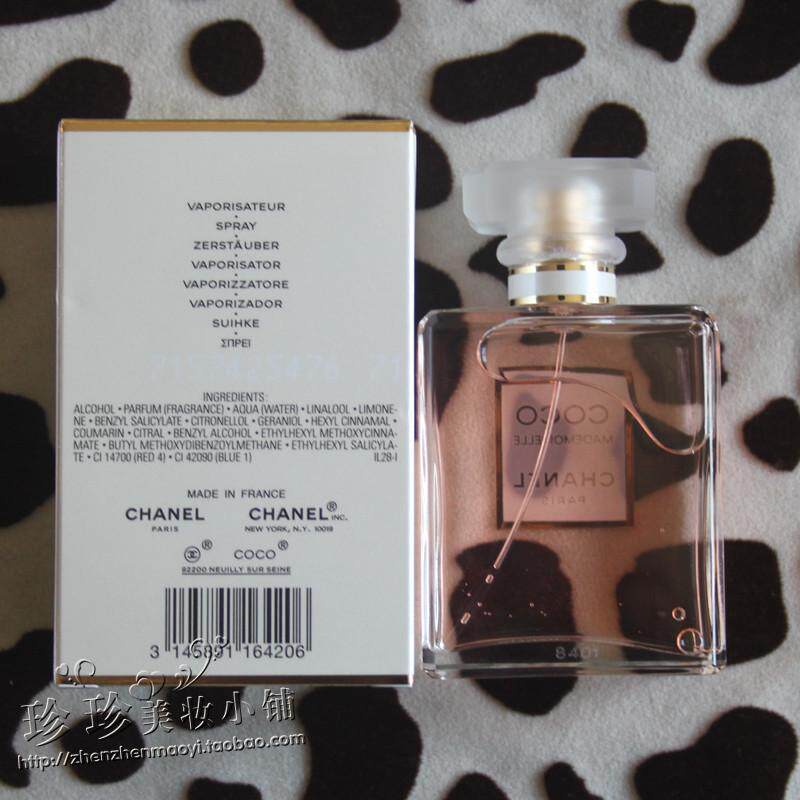 VAPORISATEUR
SPRAY
ZERSTÄUBER
VAPORISATOR
VAPORIZZATORE
VAPORIZADOR
SUIHKE
ΣΠΡΕΙ
INGREDIENTS:
ALCOHOL • PARFUM (FRAGRANCE) • AQUA (WATER) • LINALOOL • LIMONE-
NE • BENZYL SALICYLATE • CITRONELLOL • GERANIOL • HEXYL CINNAMAL •
COUMARIN • CITRAL • BENZYL ALCOHOL • ETHYLHEXYL METHOXYCINNA-
MATE • BUTYL METHOXYDIBENZOYLMETHANE • ETHYLHEXYL SALICYLA-
TE • CI 14700 (RED 4) • CI 42090 (BLUE 1) IL28-I
MADE IN FRANCE
CHANEL CHANEL® INC.
PARIS NEW YORK, N.Y. 10019
® COCO®
92200 NEUILLY SUR SEINE
3 145891 164206
COCO
MADEMOISELLE
CHANEL
PARIS
8401
珍珍美妆小铺
http://zhenzhenmaoyi.taobao.com/